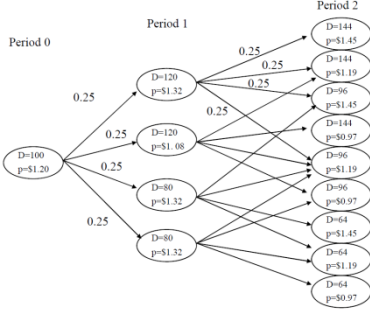 Period 2
Period 1
Period 0
D=144
p=$1.45
D=144
p=$1.19
D=96
p=$1.45
D=144
p=$0.97
D=96
p=$1.19
D=96
p=$0.97
D=64
p=$1.45
D=64
p=$1.19
D=64
p=$0.97
D=120
p=$1.32
D=120
p=$1.08
D=80
p=$1.32
D=80
p=$1.32
D=100
p=$1.20
0.25
0.25
0.25
0.25
0.25
0.25
0.25
0.25